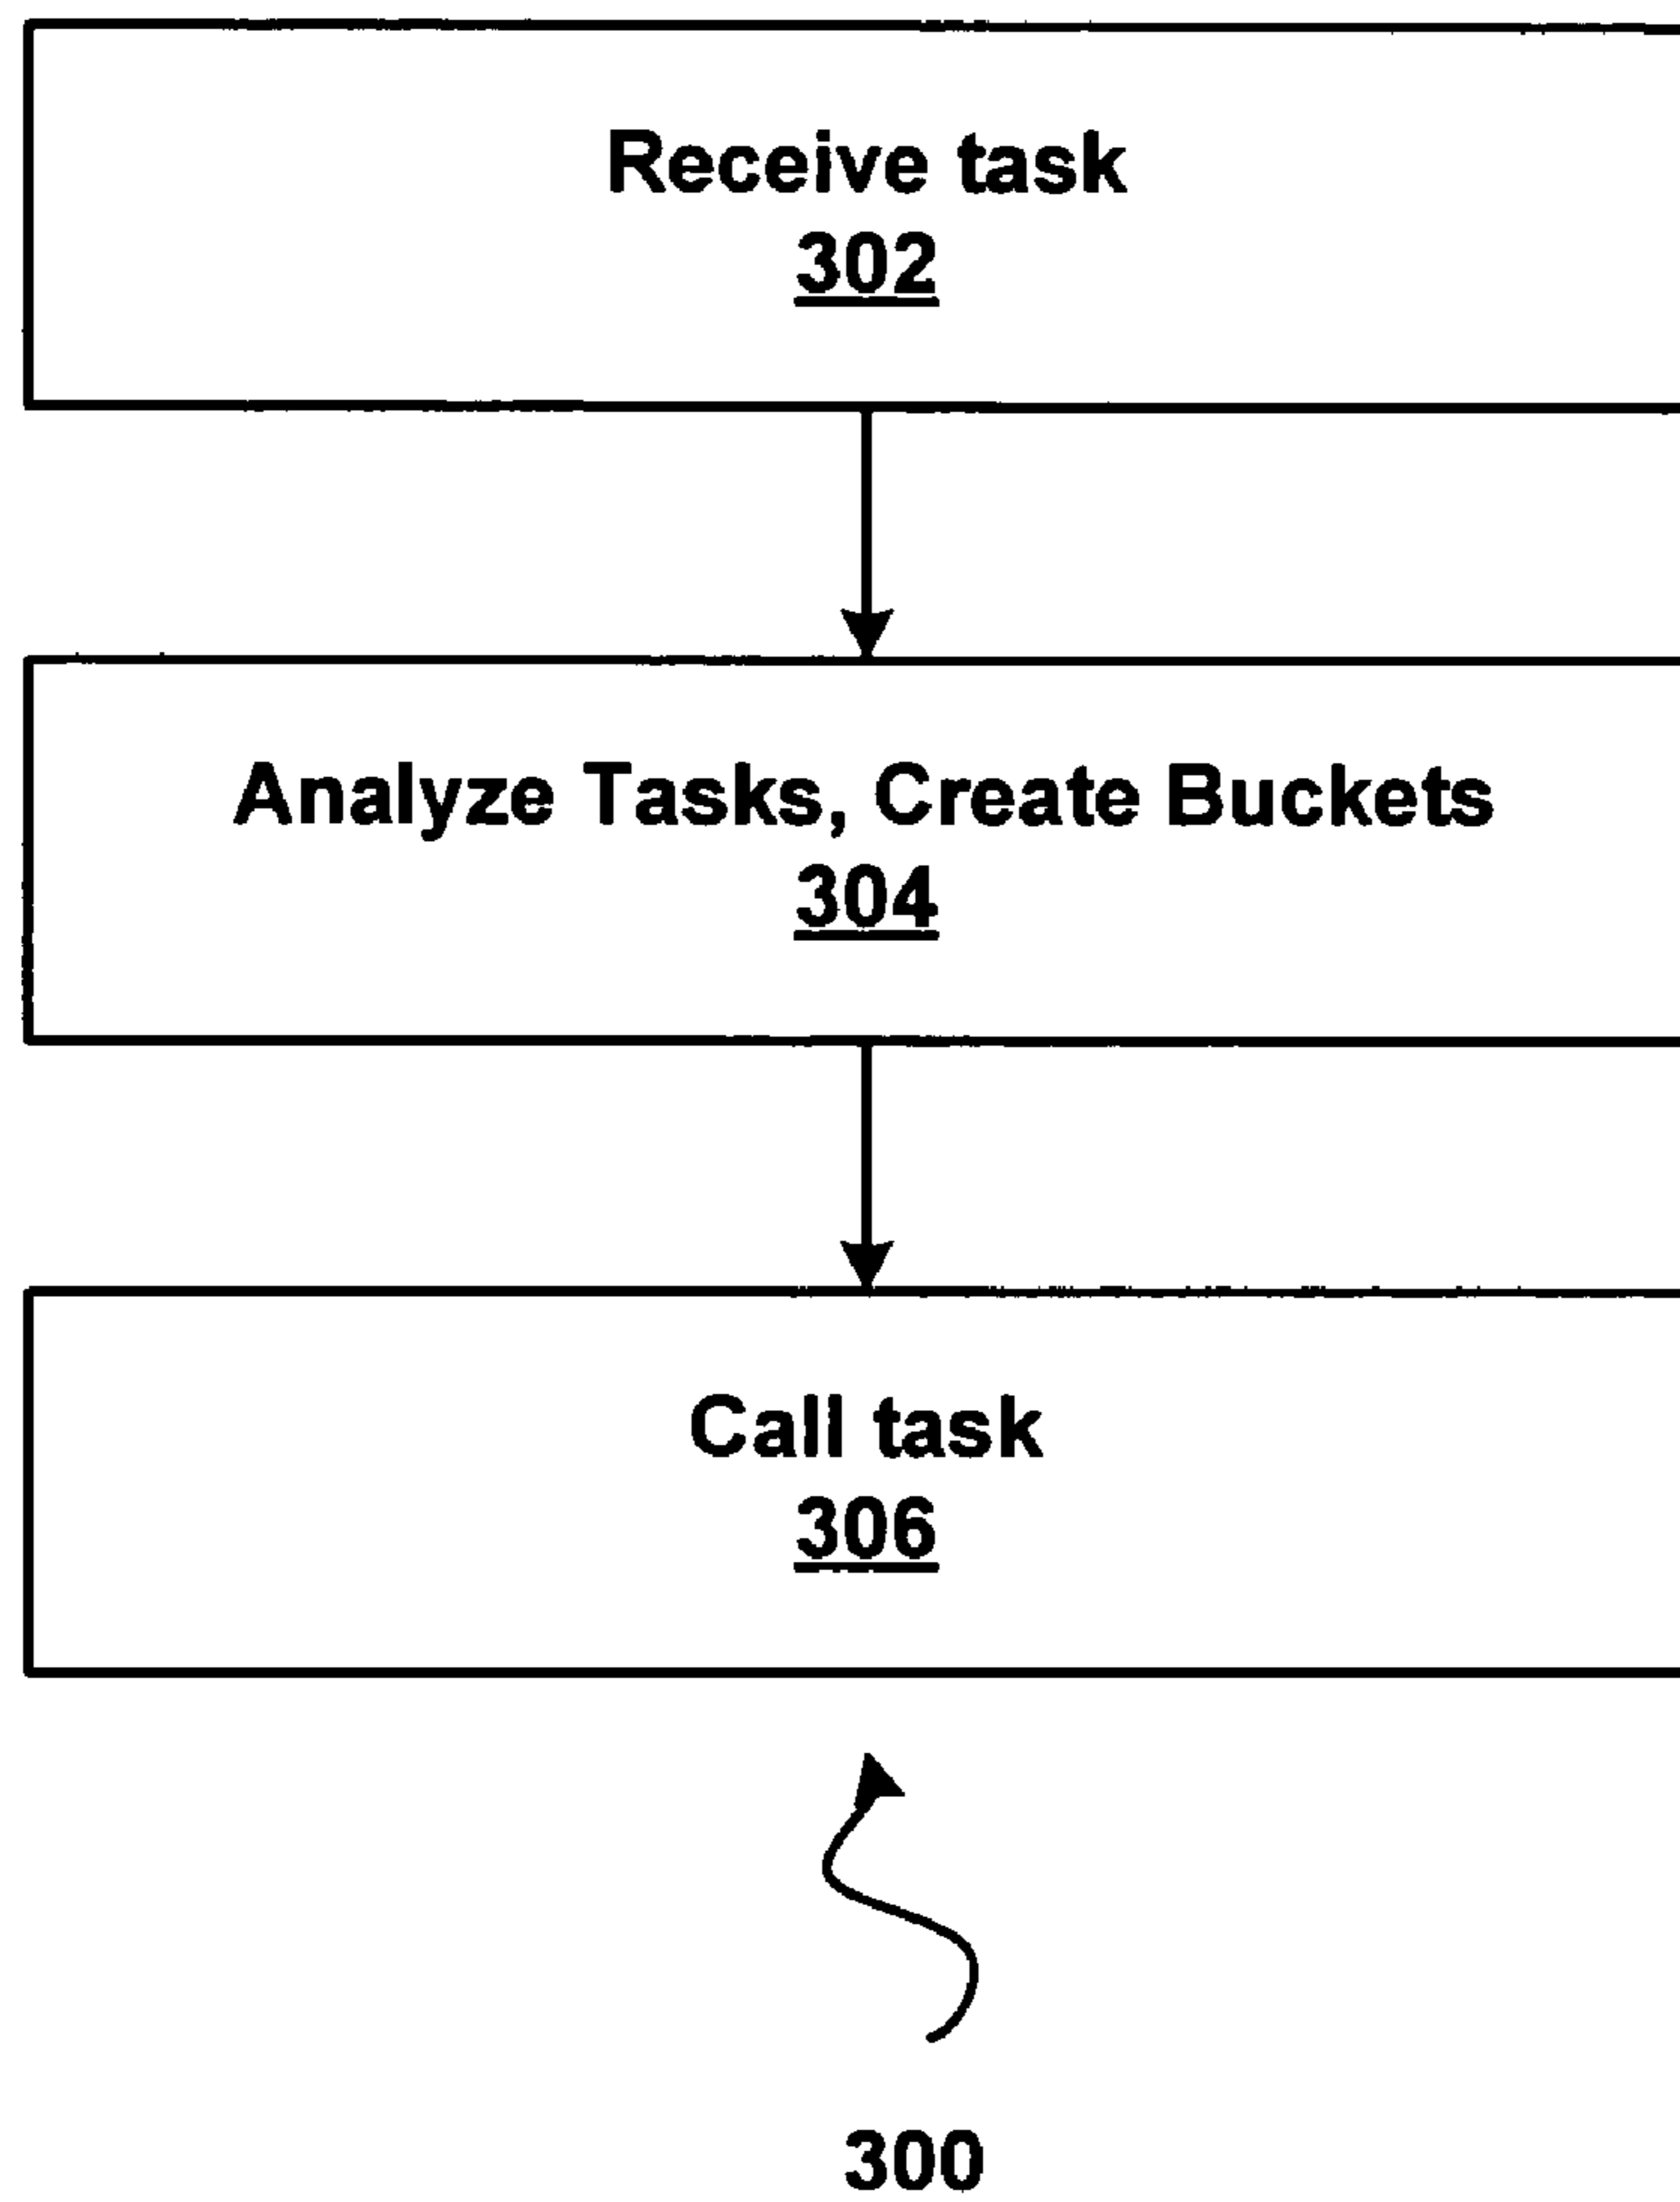 Receive task
302
Analyze Tasks, Create Buckets
304
Call task
306
300